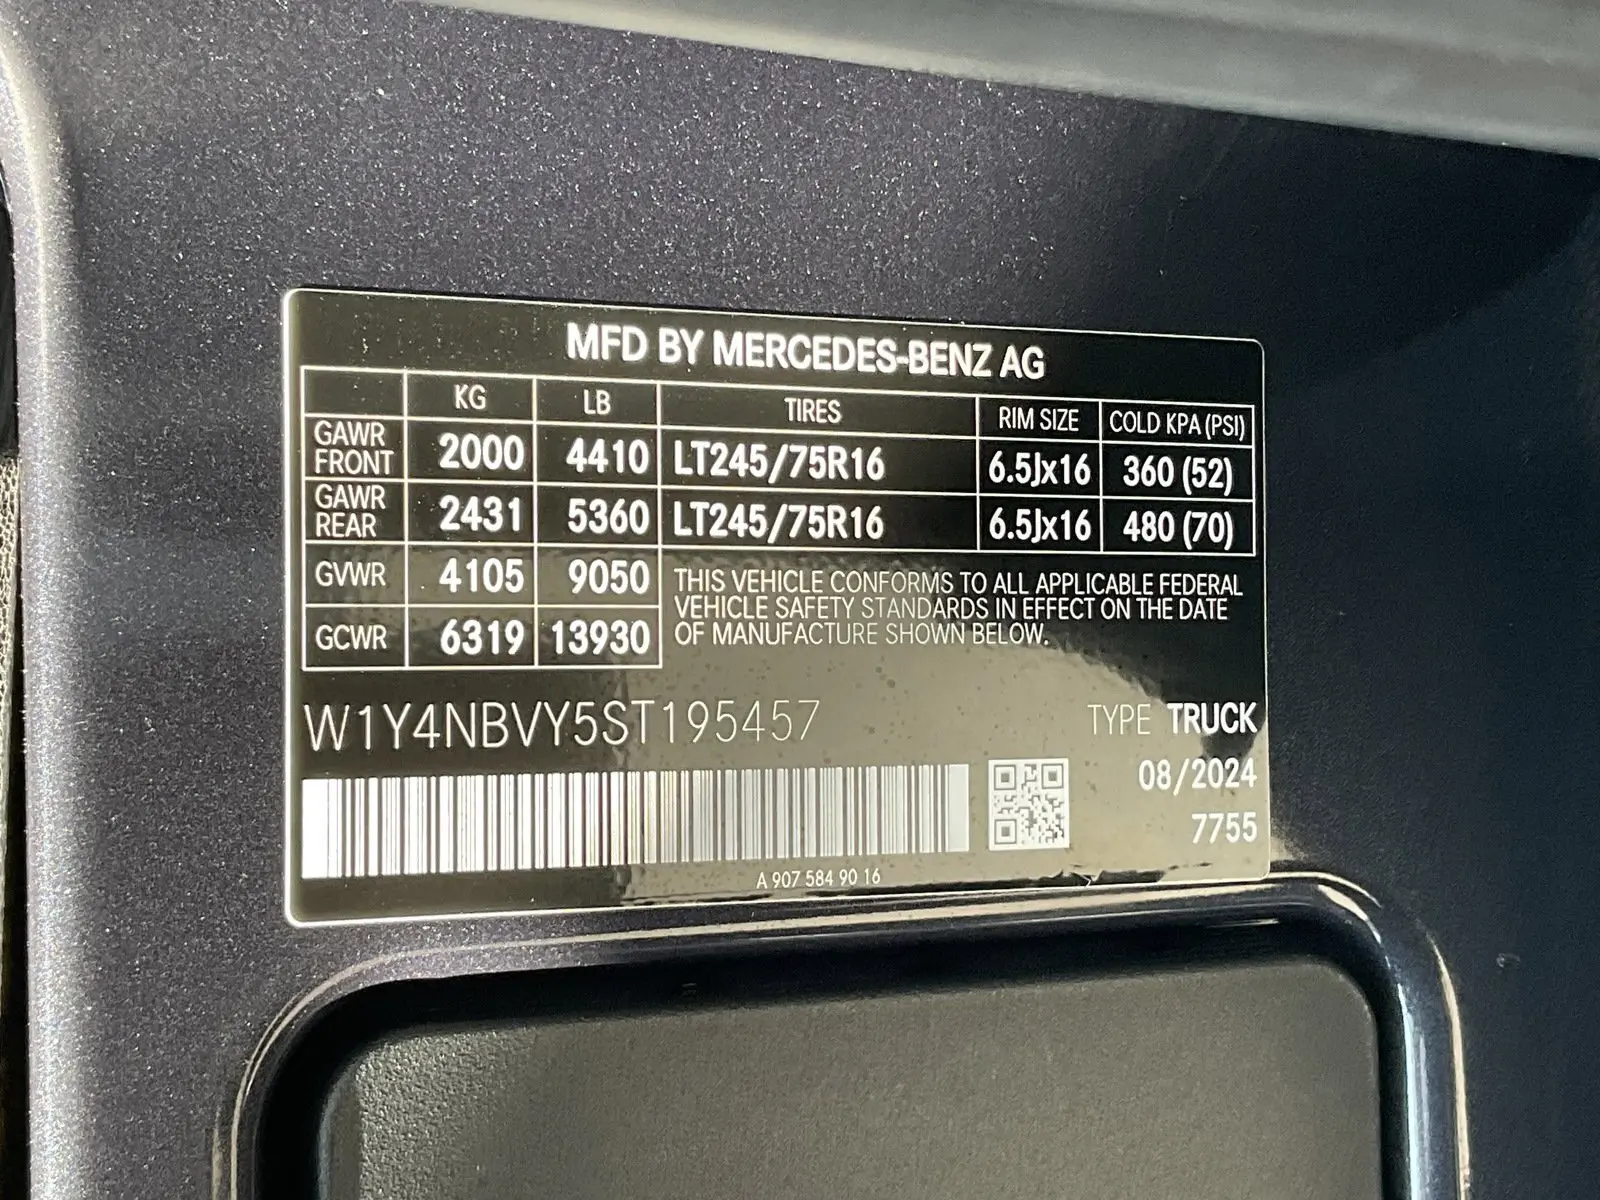 MFD BY MERCEDES-BENZ AG
KG LB TIRES RIM SIZE COLD KPA (PSI)
GAWR FRONT 2000 4410 LT245/75R16 6.5Jx16 360 (52)
GAWR REAR 2431 5360 LT245/75R16 6.5Jx16 480 (70)
GVWR 4105 9050
GCWR 6319 13930
THIS VEHICLE CONFORMS TO ALL APPLICABLE FEDERAL
VEHICLE SAFETY STANDARDS IN EFFECT ON THE DATE
OF MANUFACTURE SHOWN BELOW.
W1Y4NBVY5ST195457
TYPE TRUCK
08/2024
7755
A 907 584 90 16